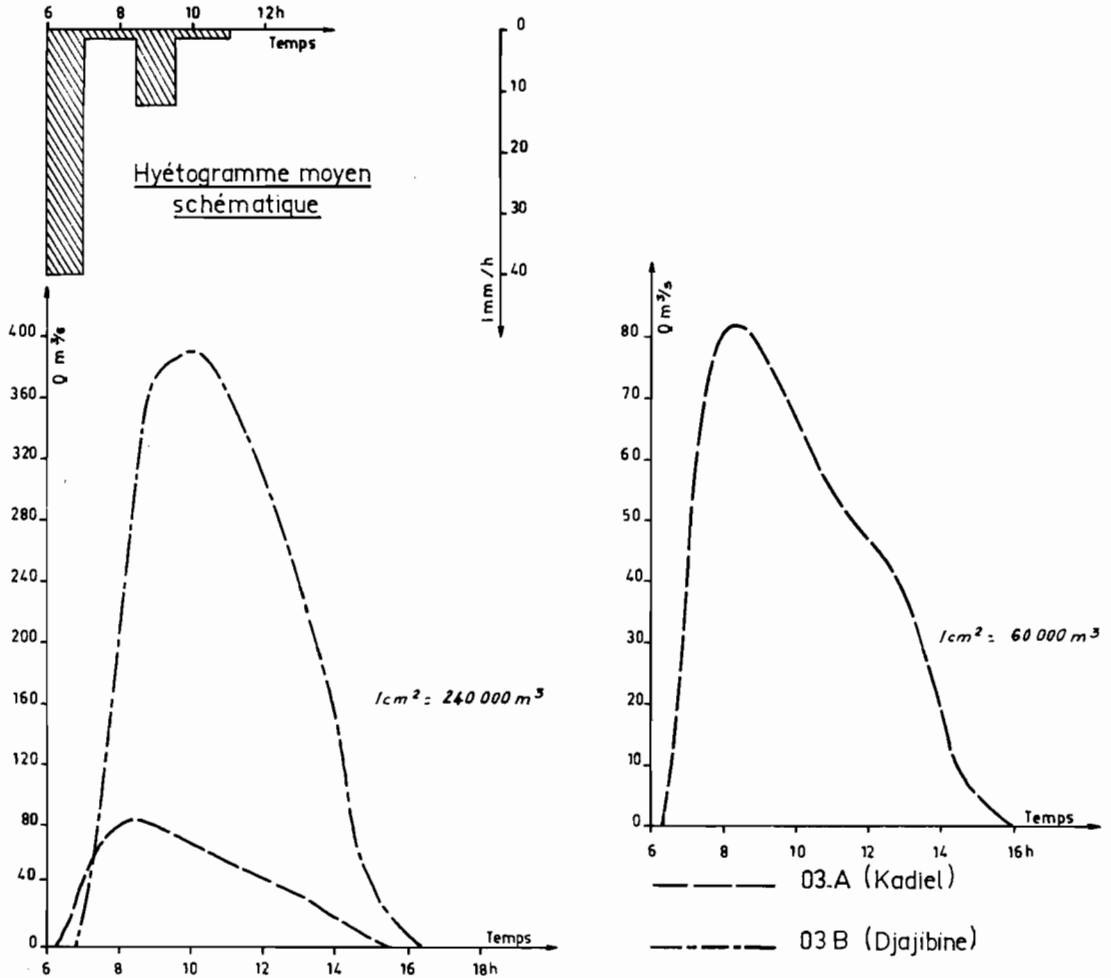 6 8 10 12h
Temps
0
10
20
30
40
Imm/h
Hyétogramme moyen
schématique
Q m³/s
400
360
320
280
240
200
160
120
80
40
0
6 8 10 12 14 16 18h
Temps
1cm² = 240 000 m³
Q m³/s
80
70
60
50
40
30
20
10
0
6 8 10 12 14 16h
Temps
1cm² = 60 000 m³
03-A (Kadiel)
03 B (Djajibine)